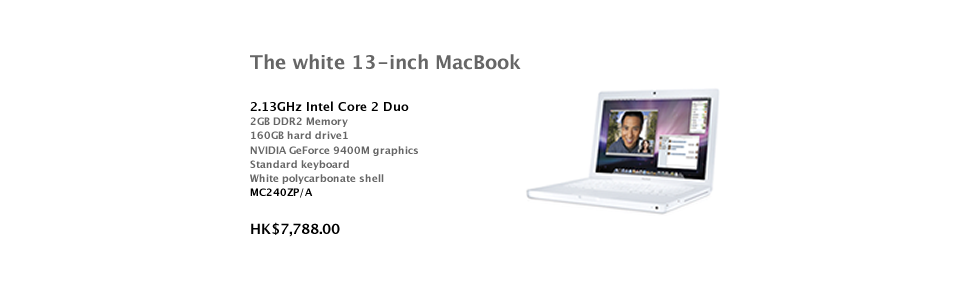 The white 13-inch MacBook
2.13GHz Intel Core 2 Duo
2GB DDR2 Memory
160GB hard drive1
NVIDIA GeForce 9400M graphics
Standard keyboard
White polycarbonate shell
MC240ZP/A
HK$7,788.00